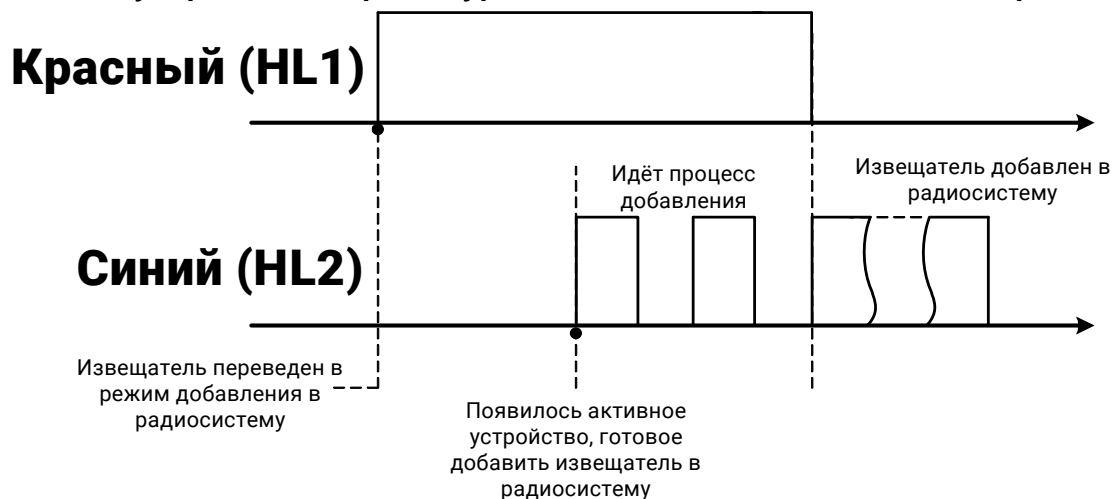 Красный (HL1)
Идёт процесс
добавления
Извещатель добавлен в
радиосистему
Синий (HL2)
Извещатель переведен в
режим добавления в
радиосистему
Появилось активное
устройство, готовое
добавить извещатель в
радиосистему